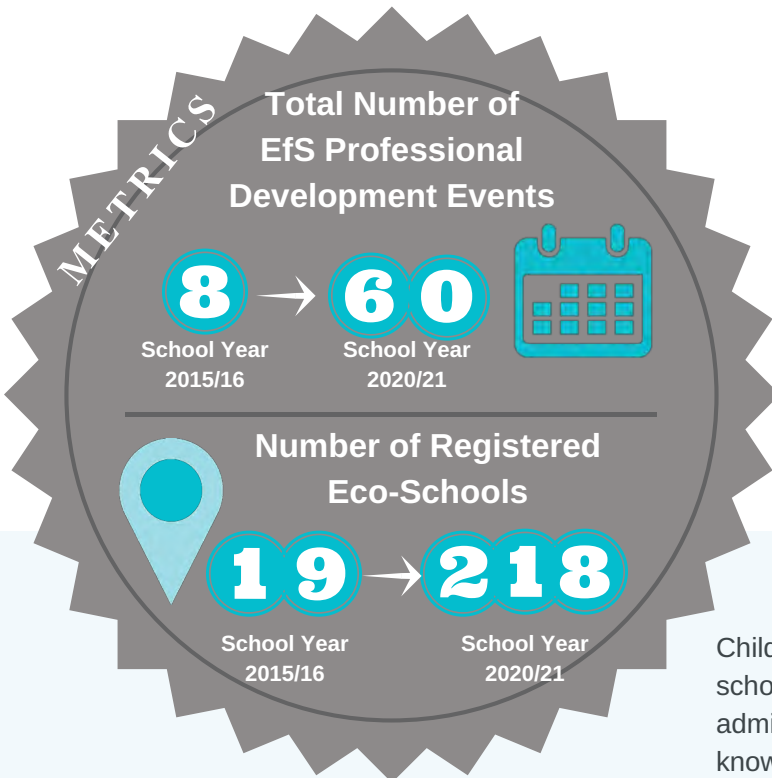 METRICS
Total Number of
EfS Professional
Development Events
8 60
School Year School Year
2015/16 2020/21
Number of Registered
Eco-Schools
19 218
School Year School Year
2015/16 2020/21